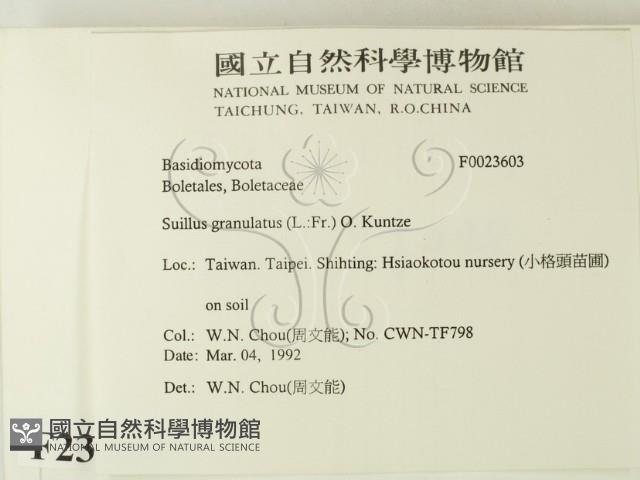 國立自然科學博物館
NATIONAL MUSEUM OF NATURAL SCIENCE
TAICHUNG, TAIWAN, R.O.CHINA
Basidiomycota F0023603
Boletales, Boletaceae
Suillus granulatus (L.:Fr.) O. Kuntze
Loc.: Taiwan. Taipei. Shihting: Hsiaokotou nursery (小格頭苗圃)
on soil
Col.: W.N. Chou(周文能); No. CWN-TF798
Date: Mar. 04, 1992
Det.: W.N. Chou(周文能)
國立自然科學博物館
NATIONAL MUSEUM OF NATURAL SCIENCE
F23